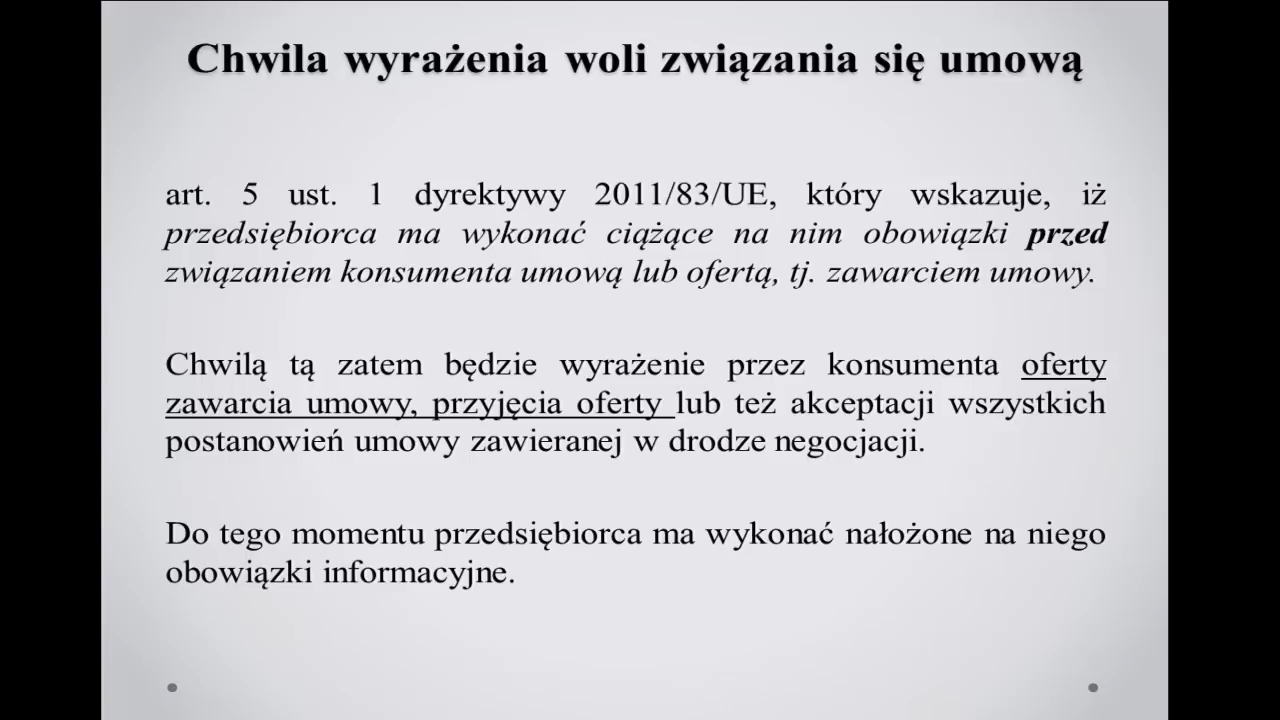 Chwila wyrażenia woli związania się umową
art. 5 ust. 1 dyrektywy 2011/83/UE, który wskazuje, iż
przedsiębiorca ma wykonać ciążące na nim obowiązki przed
związaniem konsumenta umową lub ofertą, tj. zawarciem umowy.
Chwilą tą zatem będzie wyrażenie przez konsumenta oferty
zawarcia umowy, przyjęcia oferty lub też akceptacji wszystkich
postanowień umowy zawieranej w drodze negocjacji.
Do tego momentu przedsiębiorca ma wykonać nałożone na niego
obowiązki informacyjne.